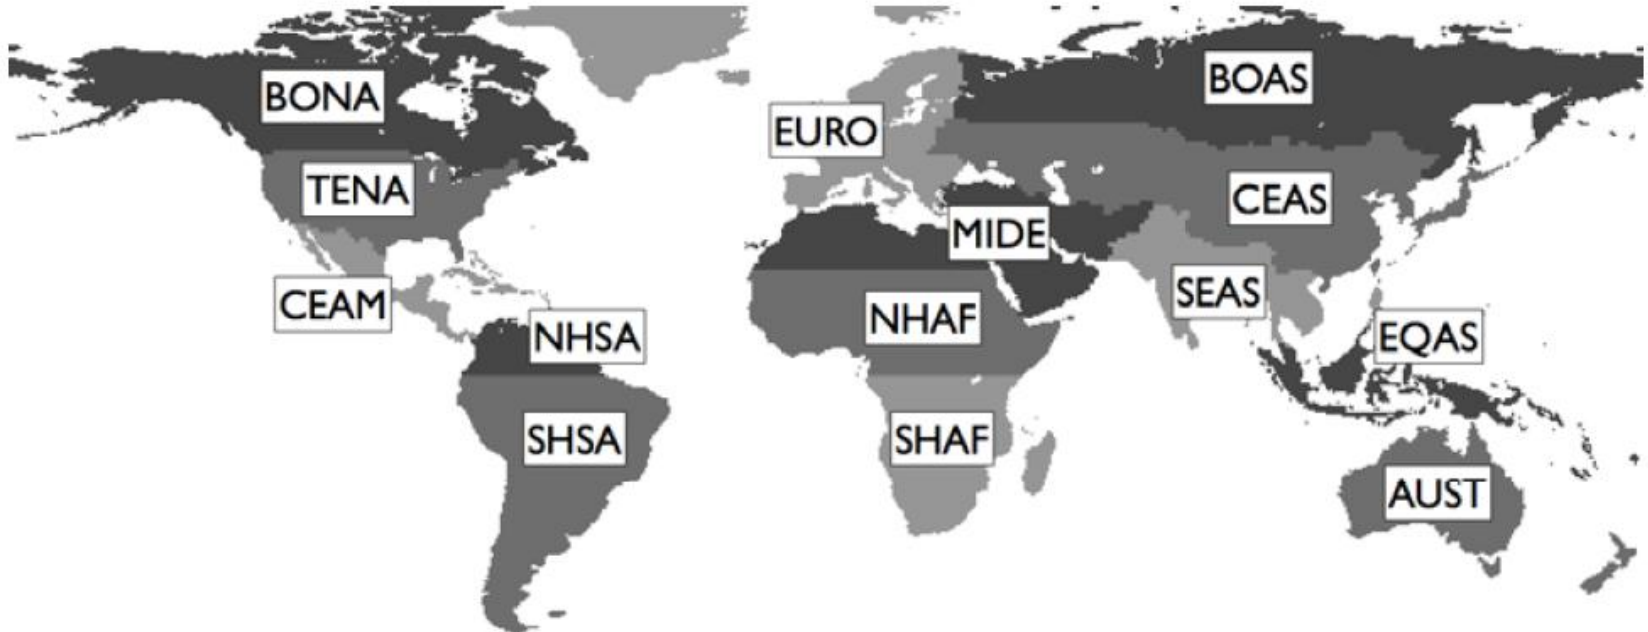 BONA
BOAS
EURO
TENA
CEAS
MIDE
SEAS
CEAM
NHAF
NHSA
EQAS
SHSA
SHAF
AUST